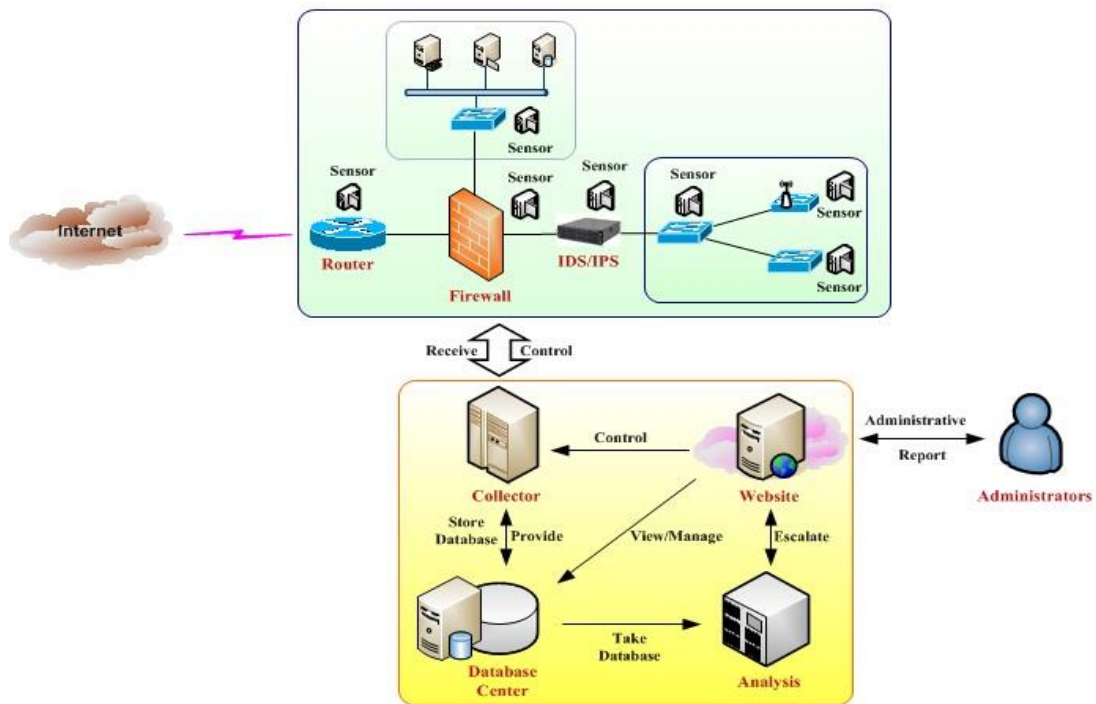 Sensor
Sensor
Sensor
Sensor
Sensor
Internet
Sensor
Router
IDS/IPS
Firewall
Sensor
Receive
Control
Administrative
Control
Report
Collector
Website
Administrators
Store
Database
Provide
View/Manage
Escalate
Take
Database
Database
Center
Analysis